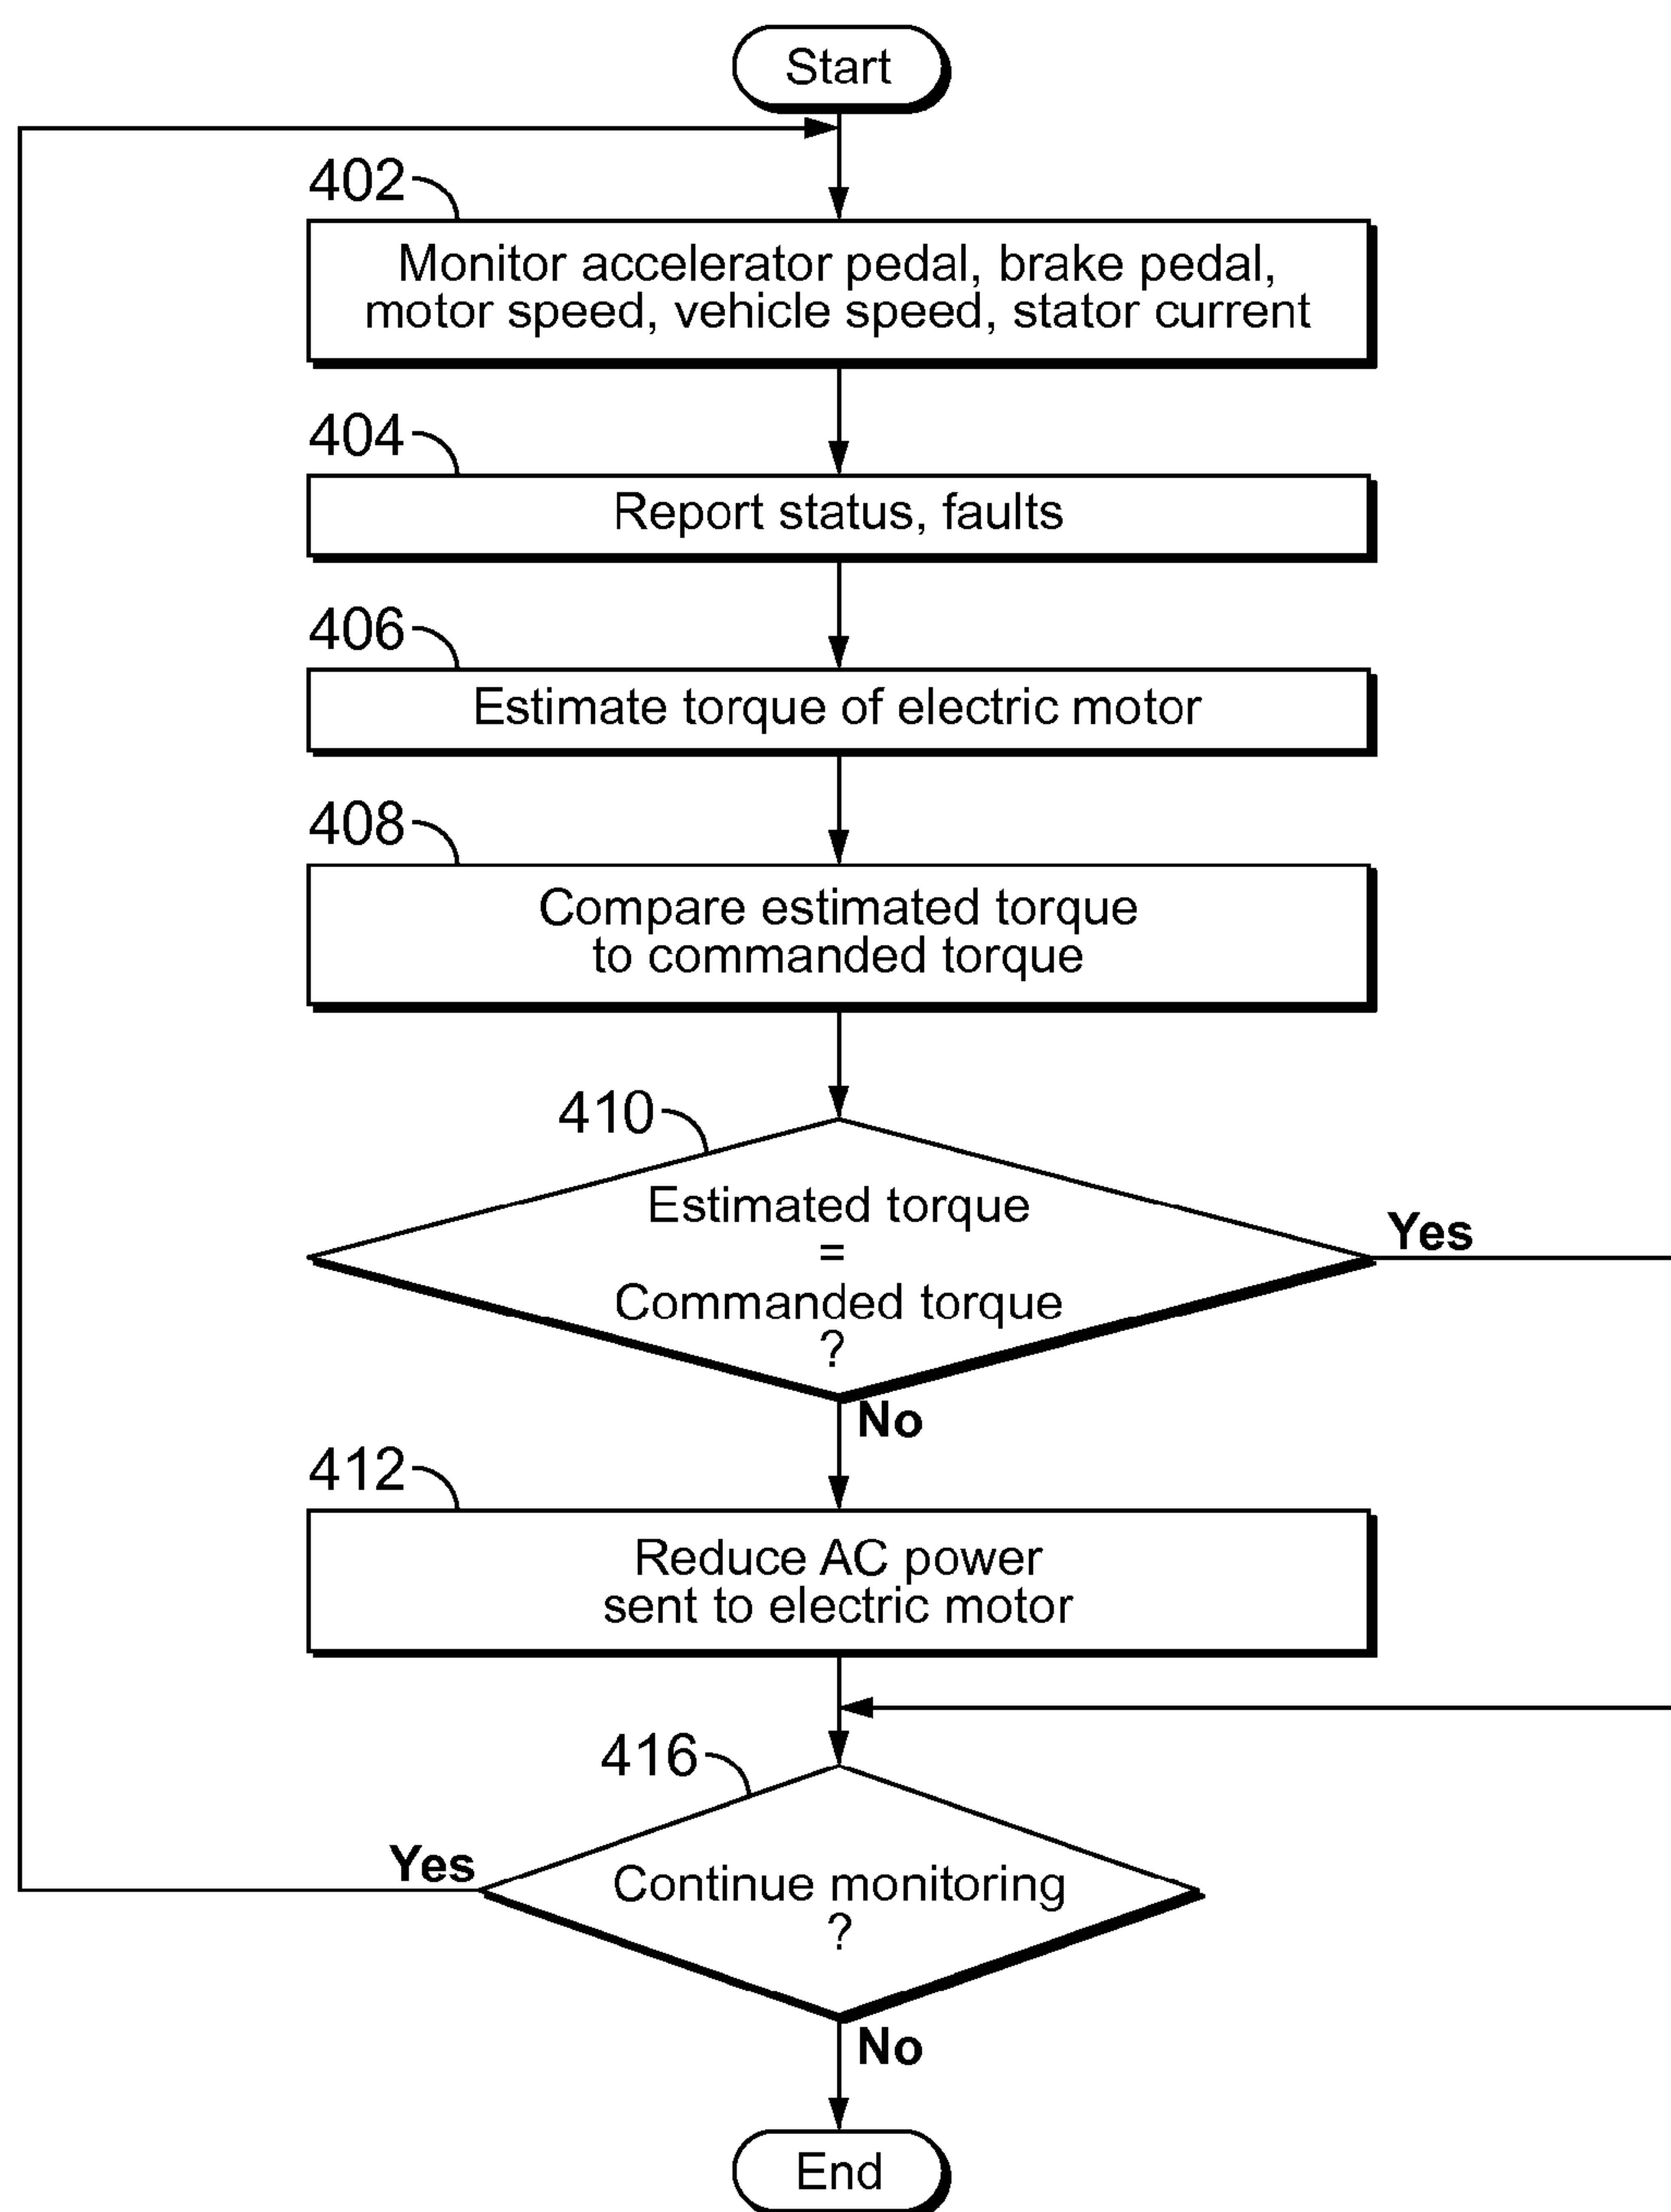 Start
402
Monitor accelerator pedal, brake pedal,
motor speed, vehicle speed, stator current
404
Report status, faults
406
Estimate torque of electric motor
408
Compare estimated torque
to commanded torque
410
Estimated torque
=
Commanded torque
?
Yes
No
412
Reduce AC power
sent to electric motor
416
Yes
Continue monitoring
?
No
End